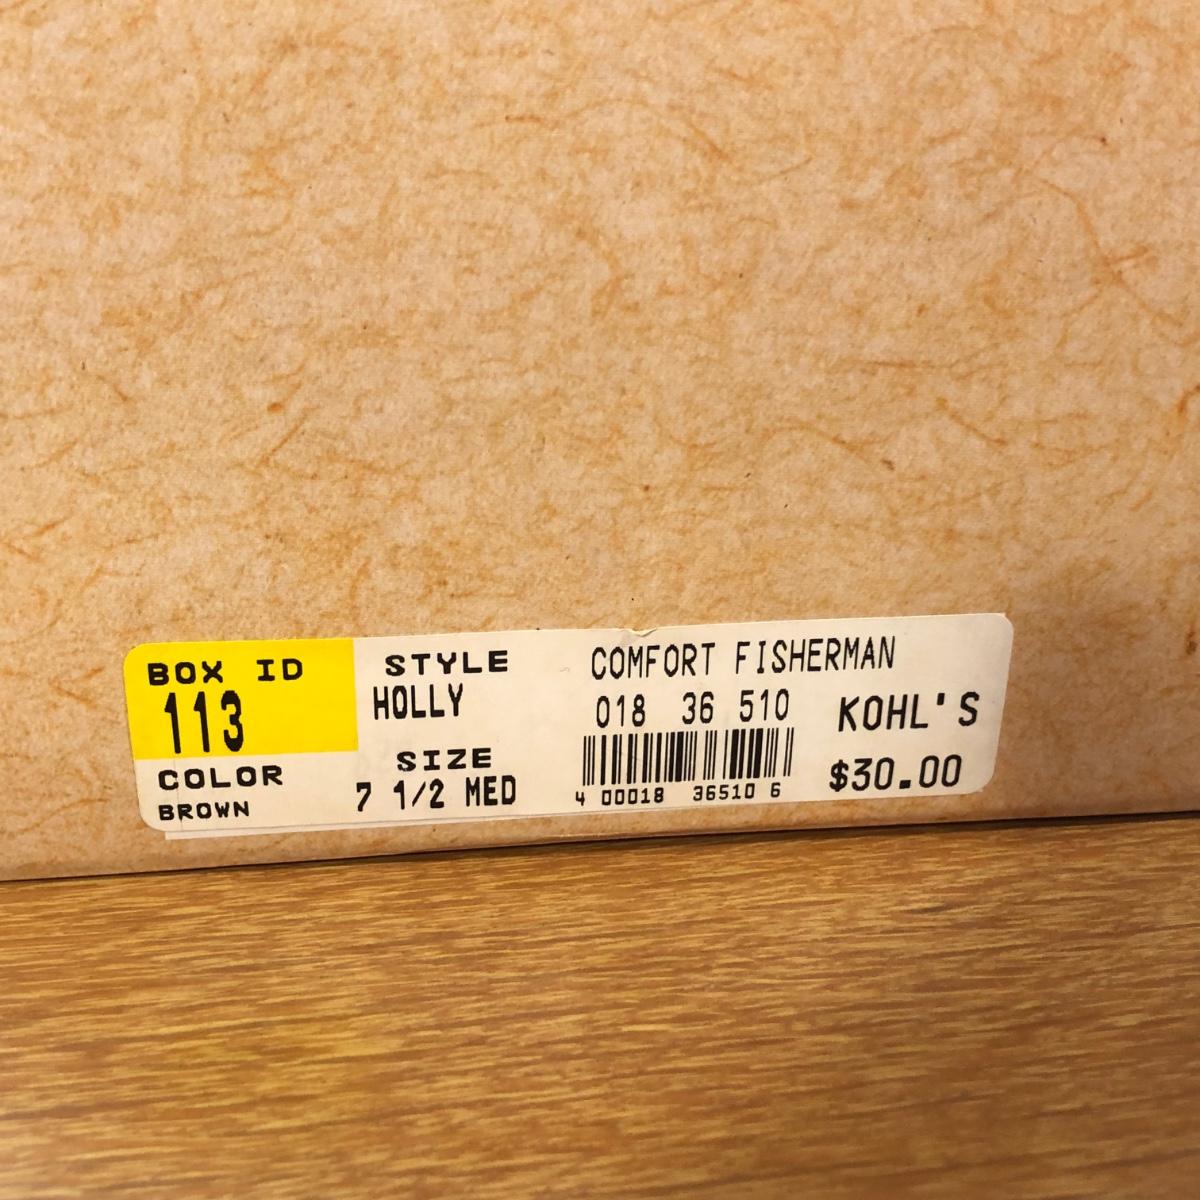 BOX ID
113
COLOR
BROWN
STYLE
HOLLY
SIZE
7 1/2 MED
COMFORT FISHERMAN
018 36 510
4 00018 36510 6
KOHL'S
$30.00